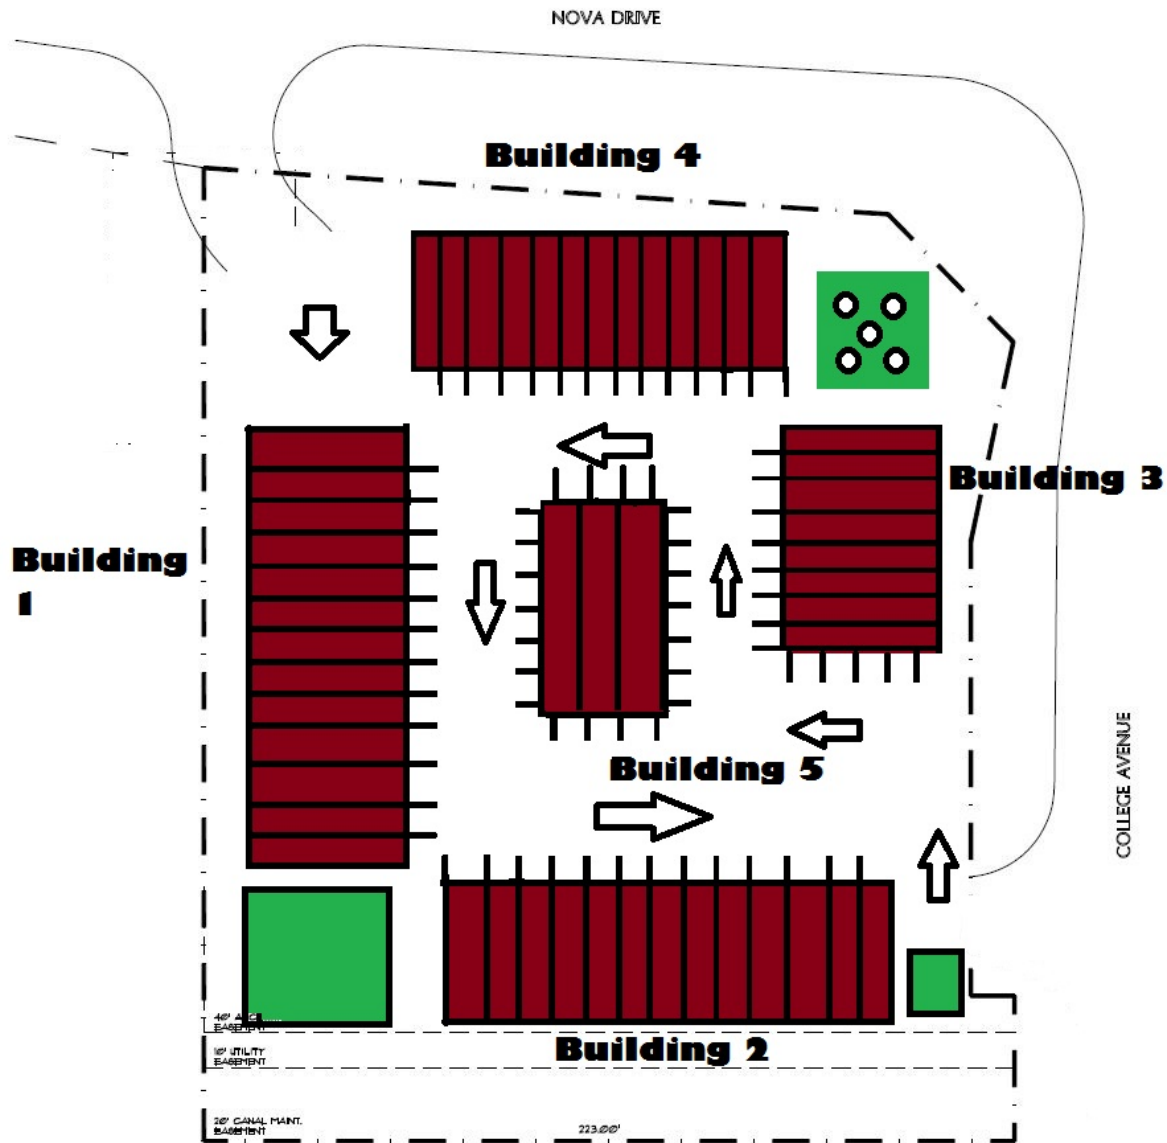 NOVA DRIVE
Building 4
Building 3
Building
1
COLLEGE AVENUE
Building 5
EASEMENT
Building 2
10' UTILITY
EASEMENT
20' CANAL MAINT.
EASEMENT
223.00'